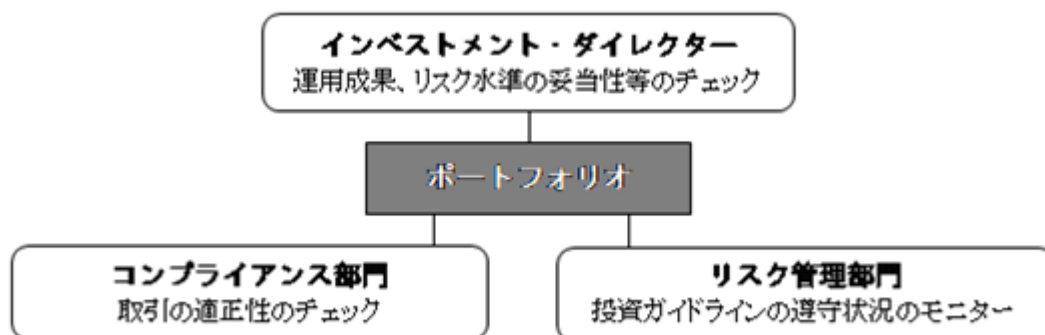 インベストメント・ダイレクター
運用成果、リスク水準の妥当性等のチェック
ポートフォリオ
コンプライアンス部門
取引の適正性のチェック
リスク管理部門
投資ガイドラインの遵守状況のモニター